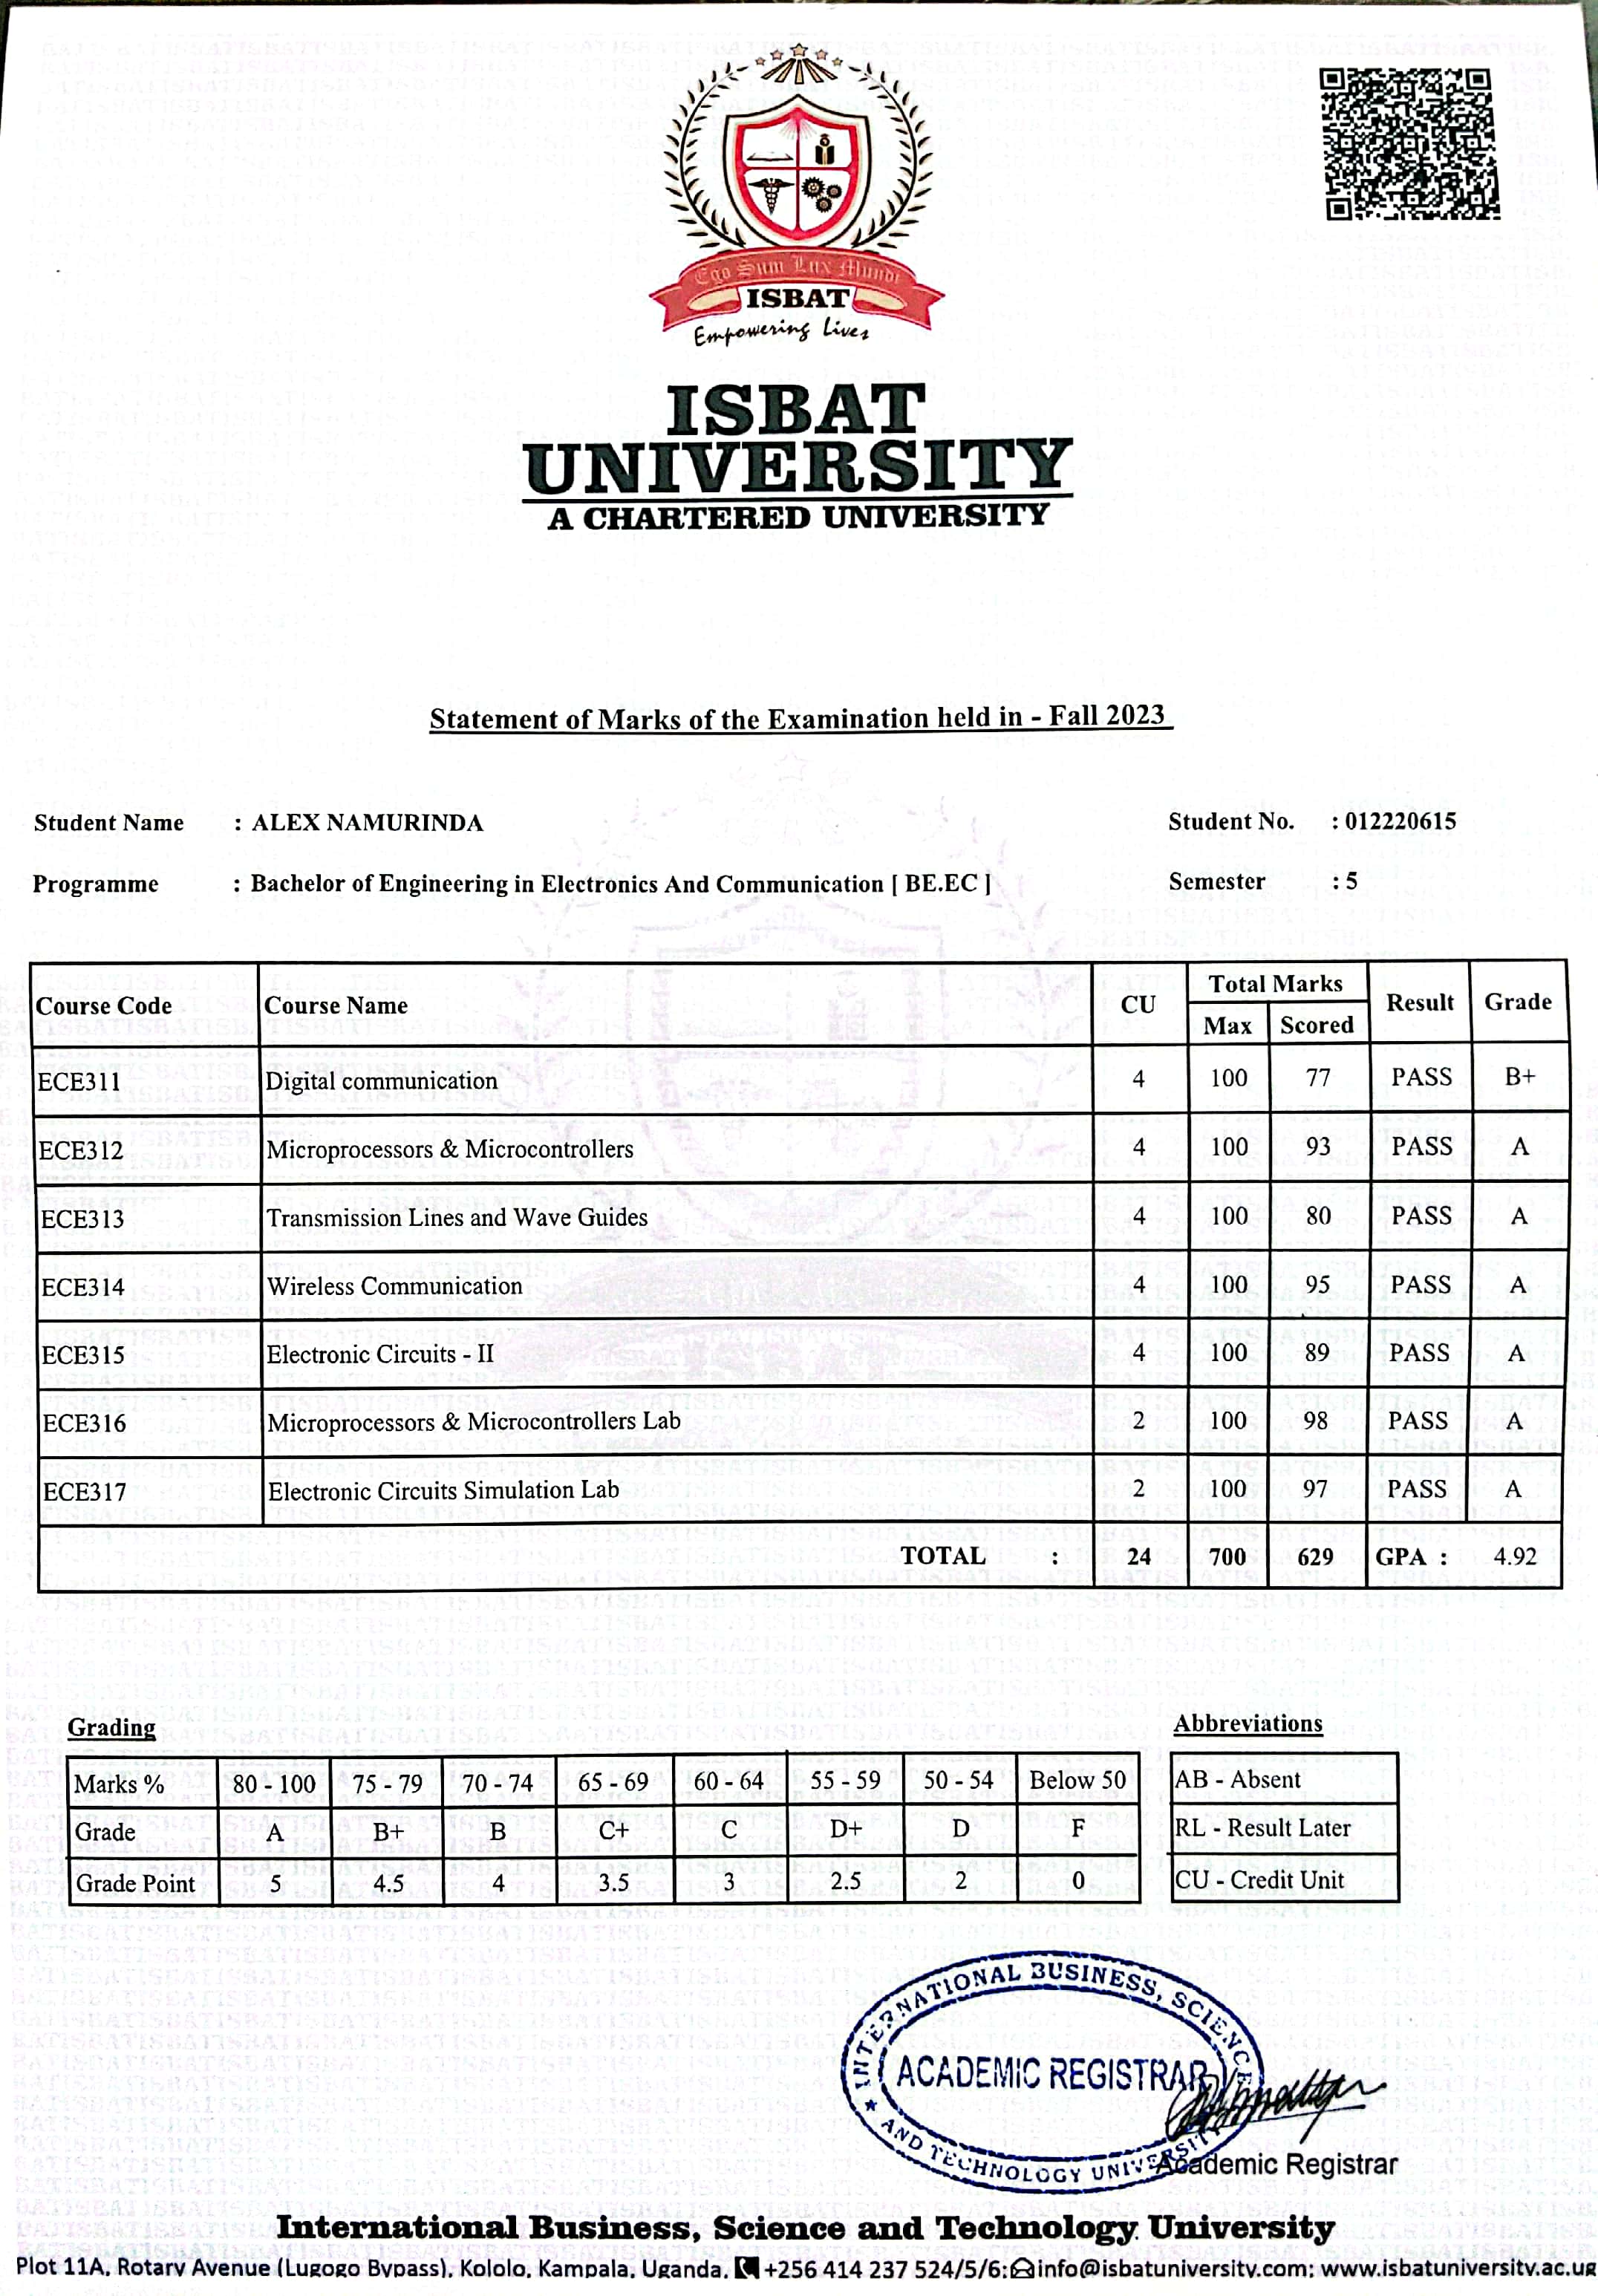 Ego Sum Lux Mundi
ISBAT
Empowering Lives
ISBAT
UNIVERSITY
A CHARTERED UNIVERSITY
Statement of Marks of the Examination held in - Fall 2023
Student Name : ALEX NAMURINDA Student No. : 012220615
Programme : Bachelor of Engineering in Electronics And Communication [ BE.EC ] Semester : 5
Course Code Course Name CU Total Marks Result Grade
Max Scored
ECE311 Digital communication 4 100 77 PASS B+
ECE312 Microprocessors & Microcontrollers 4 100 93 PASS A
ECE313 Transmission Lines and Wave Guides 4 100 80 PASS A
ECE314 Wireless Communication 4 100 95 PASS A
ECE315 Electronic Circuits - II 4 100 89 PASS A
ECE316 Microprocessors & Microcontrollers Lab 2 100 98 PASS A
ECE317 Electronic Circuits Simulation Lab 2 100 97 PASS A
TOTAL : 24 700 629 GPA : 4.92
Grading
Marks % 80 - 100 75 - 79 70 - 74 65 - 69 60 - 64 55 - 59 50 - 54 Below 50
Grade A B+ B C+ C D+ D F
Grade Point 5 4.5 4 3.5 3 2.5 2 0
Abbreviations
AB - Absent
RL - Result Later
CU - Credit Unit
INTERNATIONAL BUSINESS, SCIENCE
ACADEMIC REGISTRAR
AND TECHNOLOGY UNIVERSITY
Academic Registrar
International Business, Science and Technology University
Plot 11A, Rotary Avenue (Lugogo Bypass), Kololo, Kampala, Uganda. +256 414 237 524/5/6; info@isbatuniversity.com; www.isbatuniversity.ac.ug